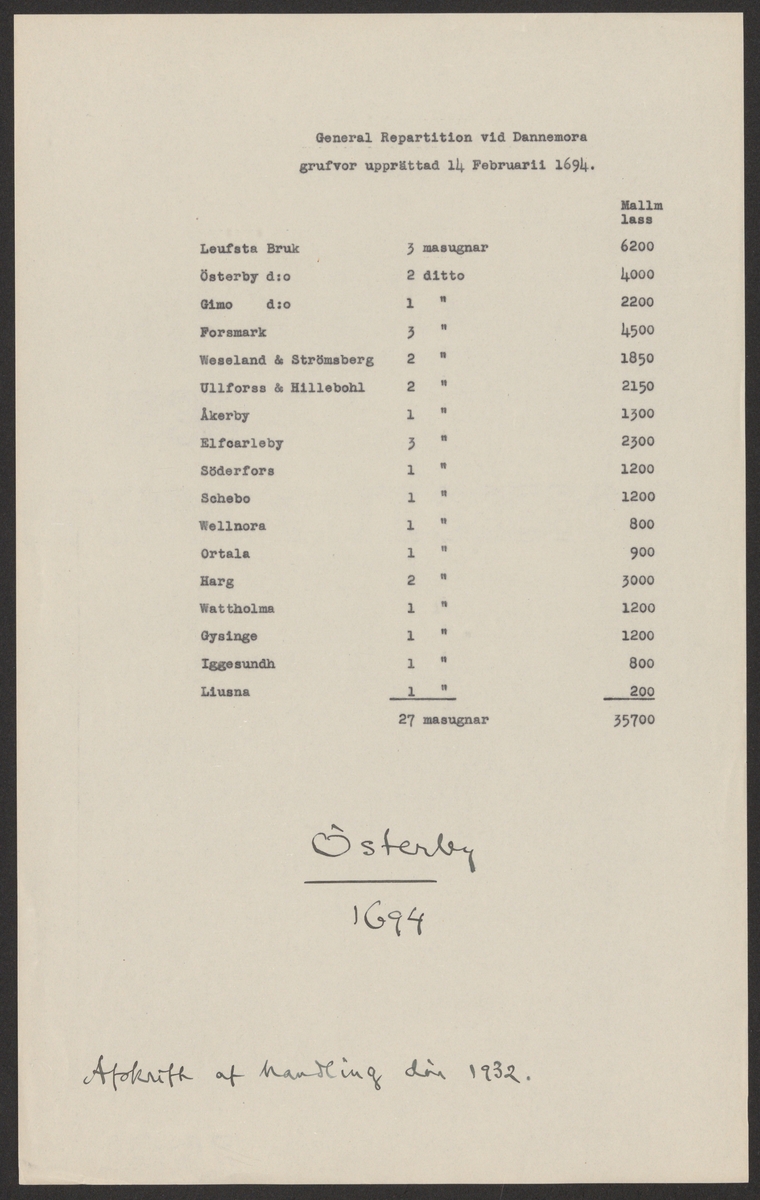 General Repartition vid Dannemora
grufvor upprättad 14 Februarii 1694.
Mallm
lass
Leufsta Bruk 3 masugnar 6200
Österby d:o 2 ditto 4000
Gimo d:o 1 " 2200
Forsmark 3 " 4500
Weseland & Strömsberg 2 " 1850
Ullforss & Hillebohl 2 " 2150
Åkerby 1 " 1300
Elfcarleby 3 " 2300
Söderfors 1 " 1200
Schebo 1 " 1200
Wellnora 1 " 800
Ortala 1 " 900
Harg 2 " 3000
Wattholma 1 " 1200
Gysinge 1 " 1200
Iggesundh 1 " 800
Liusna 1 " 200
27 masugnar 35700
Österby
1694
Afskrift af handling där 1932.